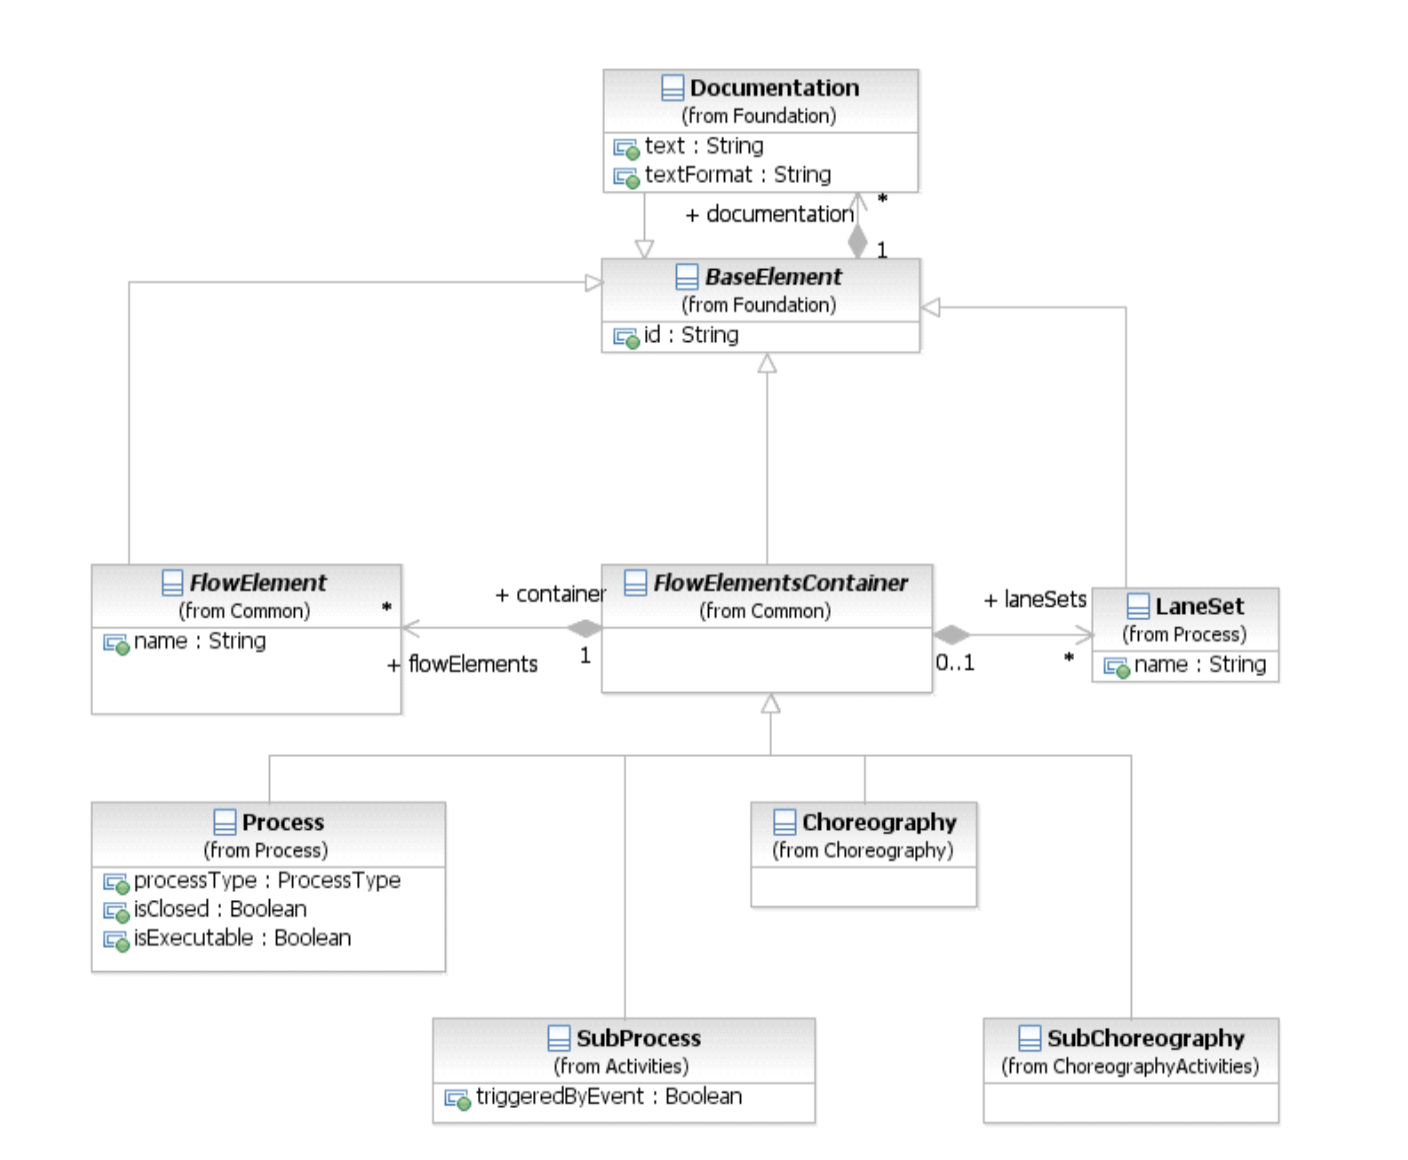 Documentation
(from Foundation)
text : String
textFormat : String
+ documentation
*
1
BaseElement
(from Foundation)
id : String
FlowElement
(from Common)
*
name : String
+ container
1
+ flowElements
FlowElementsContainer
(from Common)
+ laneSets
0..1
*
LaneSet
(from Process)
name : String
Process
(from Process)
processType : ProcessType
isClosed : Boolean
isExecutable : Boolean
Choreography
(from Choreography)
SubProcess
(from Activities)
triggeredByEvent : Boolean
SubChoreography
(from ChoreographyActivities)